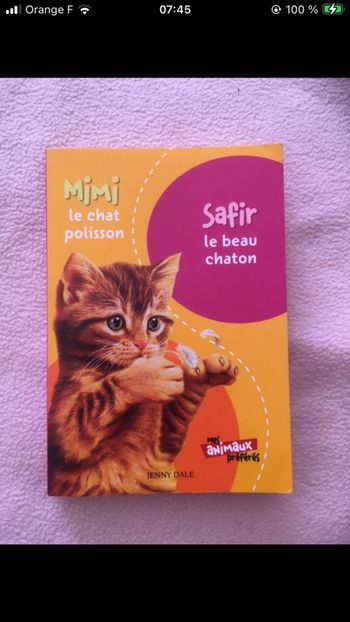 Orange F 07:45 100 %
Mimi
le chat
polisson
Safir
le beau
chaton
Mes
animaux
préférés
JENNY DALE